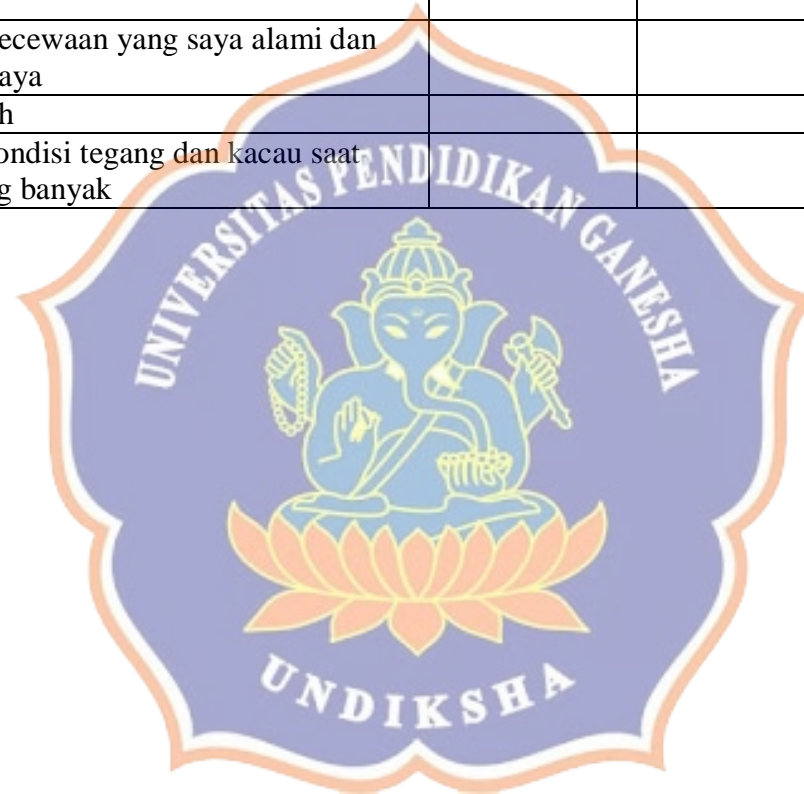 ecewaan yang saya alami dan
aya
h
ondisi tegang dan kacau saat
g banyak
UNIVERSITAS PENDIDIKAN GANESHA
UNDIKSHA